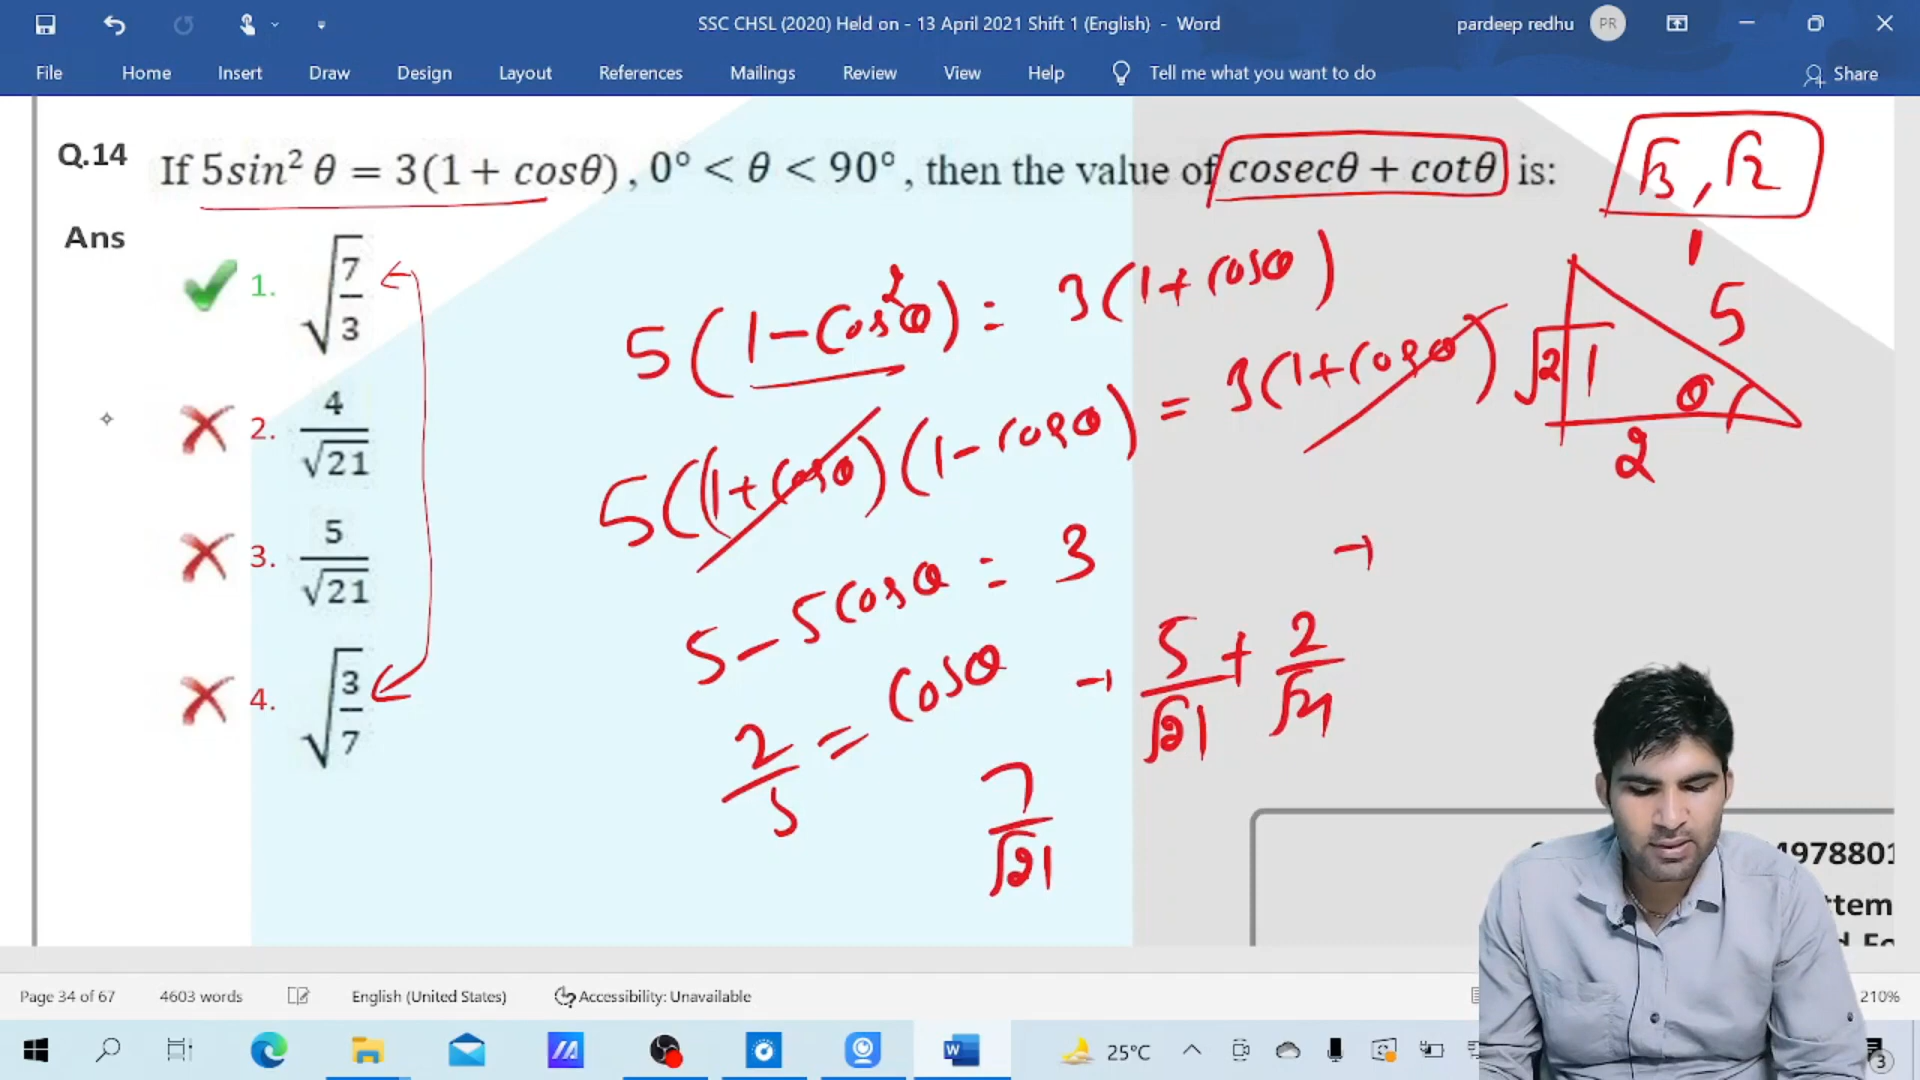 SSC CHSL (2020) Held on - 13 April 2021 Shift 1 (English) - Word
pardeep redhu PR
File Home Insert Draw Design Layout References Mailings Review View Help Tell me what you want to do Share
Q.14 If 5sin² θ = 3(1 + cosθ), 0° < θ < 90°, then the value of cosecθ + cotθ is:
√3, √2
Ans
1. √(7/3)
2. 4/√21
3. 5/√21
4. √(3/7)
5(1 - Cos²θ) = 3(1 + cosθ)
5((1 + cosθ)(1 - cosθ) = 3(1 + cosθ)
5 - 5cosθ = 3
2/5 = cosθ
5/√21 + 2/√21
7/√21
1
5
√21
θ
2
497880
ttem
Page 34 of 67 4603 words English (United States) Accessibility: Unavailable 210%
25°C
3